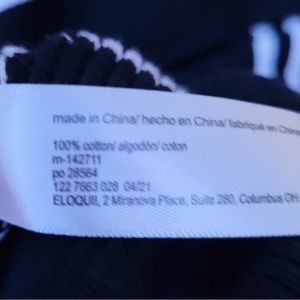 made in China/ hecho en China/ fabriqué en Chine
100% cotton/ algodón/ coton
m-142711
po 28564
122 7663 028 04/21
ELOQUII, 2 Miranova Place, Suite 280, Columbus OH